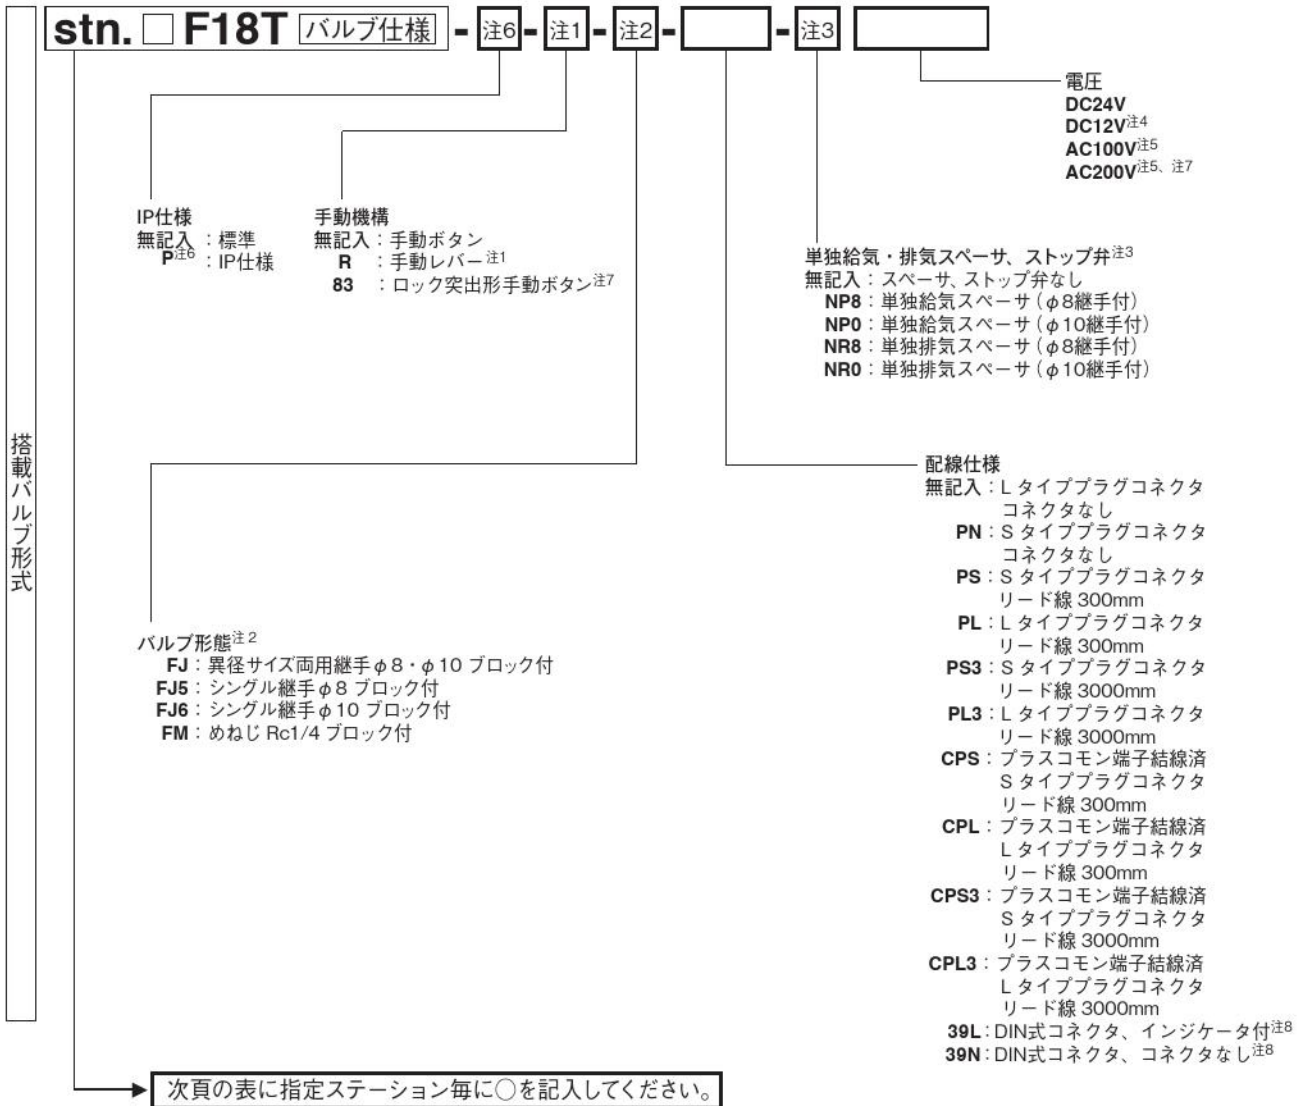 搭載バルブ形式
stn. □ F18T バルブ仕様 - 注6 - 注1 - 注2 - - 注3
電圧
DC24V
DC12V注4
AC100V注5
AC200V注5、注7
IP仕様
無記入：標準
P注6：IP仕様
手動機構
無記入：手動ボタン
R：手動レバー注1
83：ロック突出形手動ボタン注7
単独給気・排気スペーサ、ストップ弁注3
無記入：スペーサ、ストップ弁なし
NP8：単独給気スペーサ（φ8継手付）
NP0：単独給気スペーサ（φ10継手付）
NR8：単独排気スペーサ（φ8継手付）
NR0：単独排気スペーサ（φ10継手付）
バルブ形態注2
FJ：異径サイズ両用継手φ8・φ10 ブロック付
FJ5：シングル継手φ8 ブロック付
FJ6：シングル継手φ10 ブロック付
FM：めねじ Rc1/4 ブロック付
配線仕様
無記入：L タイププラグコネクタ
コネクタなし
PN：S タイププラグコネクタ
コネクタなし
PS：S タイププラグコネクタ
リード線 300mm
PL：L タイププラグコネクタ
リード線 300mm
PS3：S タイププラグコネクタ
リード線 3000mm
PL3：L タイププラグコネクタ
リード線 3000mm
CPS：プラスコモン端子結線済
S タイププラグコネクタ
リード線 300mm
CPL：プラスコモン端子結線済
L タイププラグコネクタ
リード線 300mm
CPS3：プラスコモン端子結線済
S タイププラグコネクタ
リード線 3000mm
CPL3：プラスコモン端子結線済
L タイププラグコネクタ
リード線 3000mm
39L：DIN式コネクタ、インジケータ付注8
39N：DIN式コネクタ、コネクタなし注8
次頁の表に指定ステーション毎に○を記入してください。